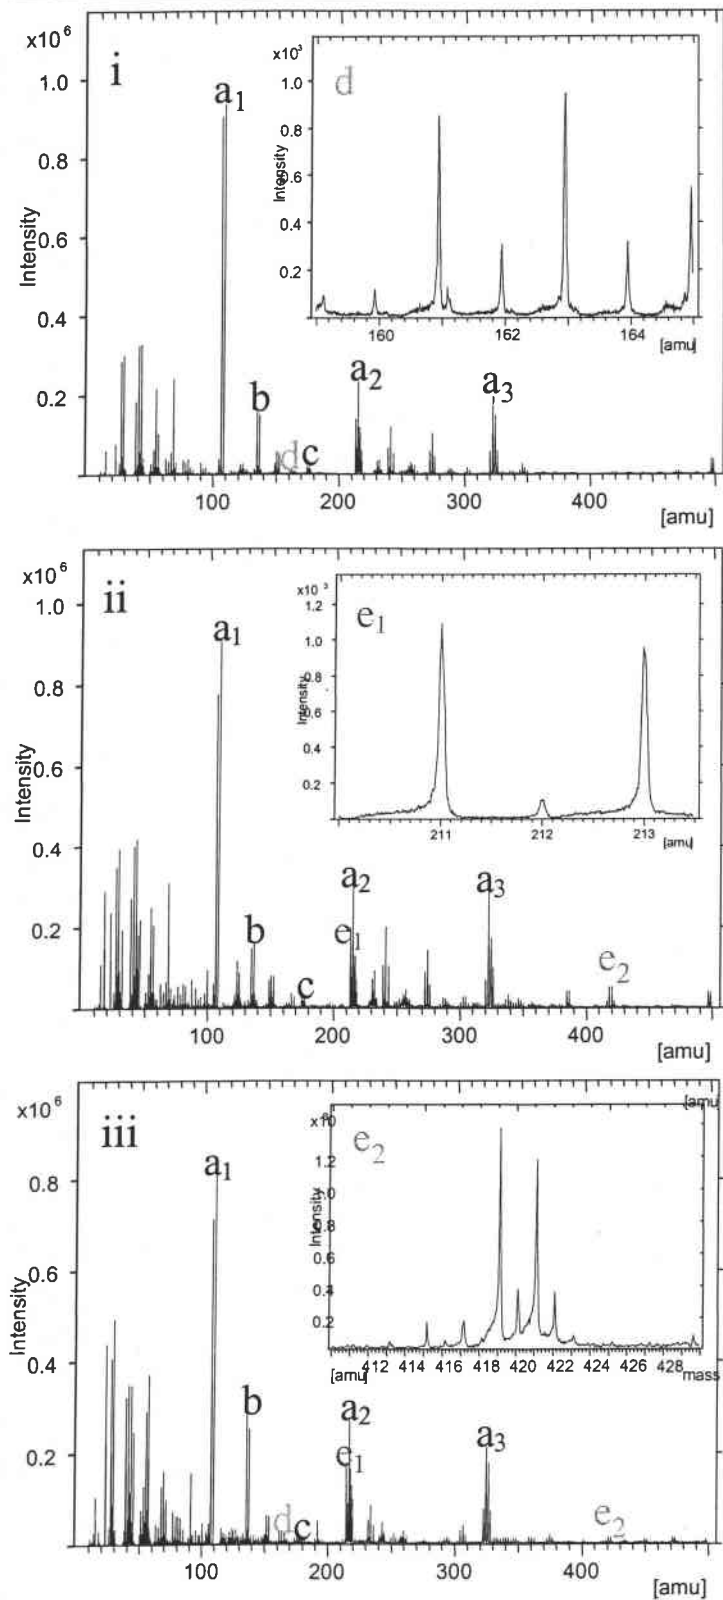 x10⁶
i
a₁
1.0
0.8
0.6
0.4
0.2
Intensity
b
d
c
a₂
a₃
100 200 300 400
[amu]
x10³
d
1.0
0.8
0.6
0.4
0.2
Intensity
160 162 164
[amu]
x10⁶
ii
a₁
1.0
0.8
0.6
0.4
0.2
Intensity
b
c
a₂
e₁
a₃
e₂
100 200 300 400
[amu]
x10³
e₁
1.2
1.0
0.8
0.6
0.4
0.2
Intensity
211 212 213
[amu]
x10⁶
iii
a₁
0.8
0.6
0.4
0.2
Intensity
b
d
c
a₂
e₁
a₃
e₂
100 200 300 400
[amu]
[amu
e₂
1.2
1.0
0.8
0.6
0.4
0.2
Intensity
412 414 416 418 420 422 424 426 428
[amu] mass